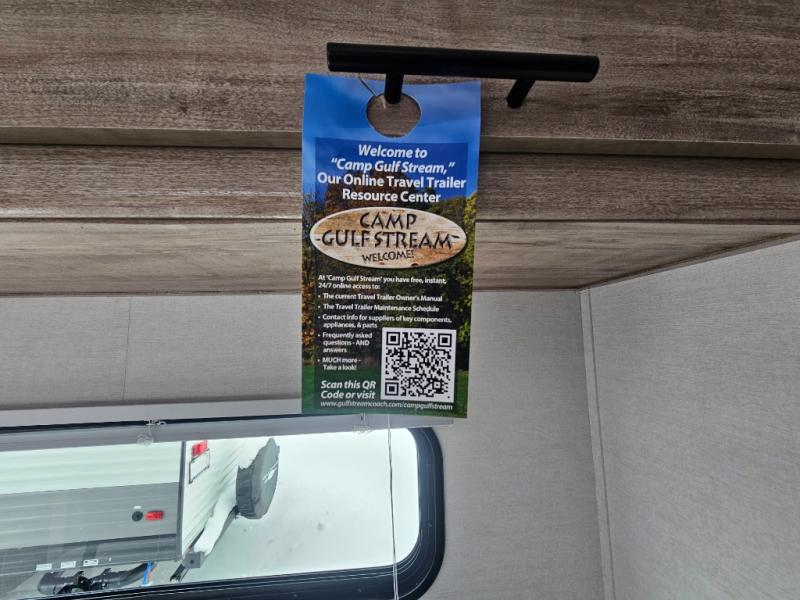 Welcome to
"Camp Gulf Stream,"
Our Online Travel Trailer
Resource Center
CAMP
GULF STREAM
WELCOME!
At 'Camp Gulf Stream' you have free, instant,
24/7 online access to:
• The current Travel Trailer Owner's Manual
• The Travel Trailer Maintenance Schedule
• Contact info for suppliers of key components,
appliances, & parts
• Frequently asked
questions - AND
answers
• MUCH more -
Take a look!
Scan this QR
Code or visit
www.gulfstreamcoach.com/campgulfstream